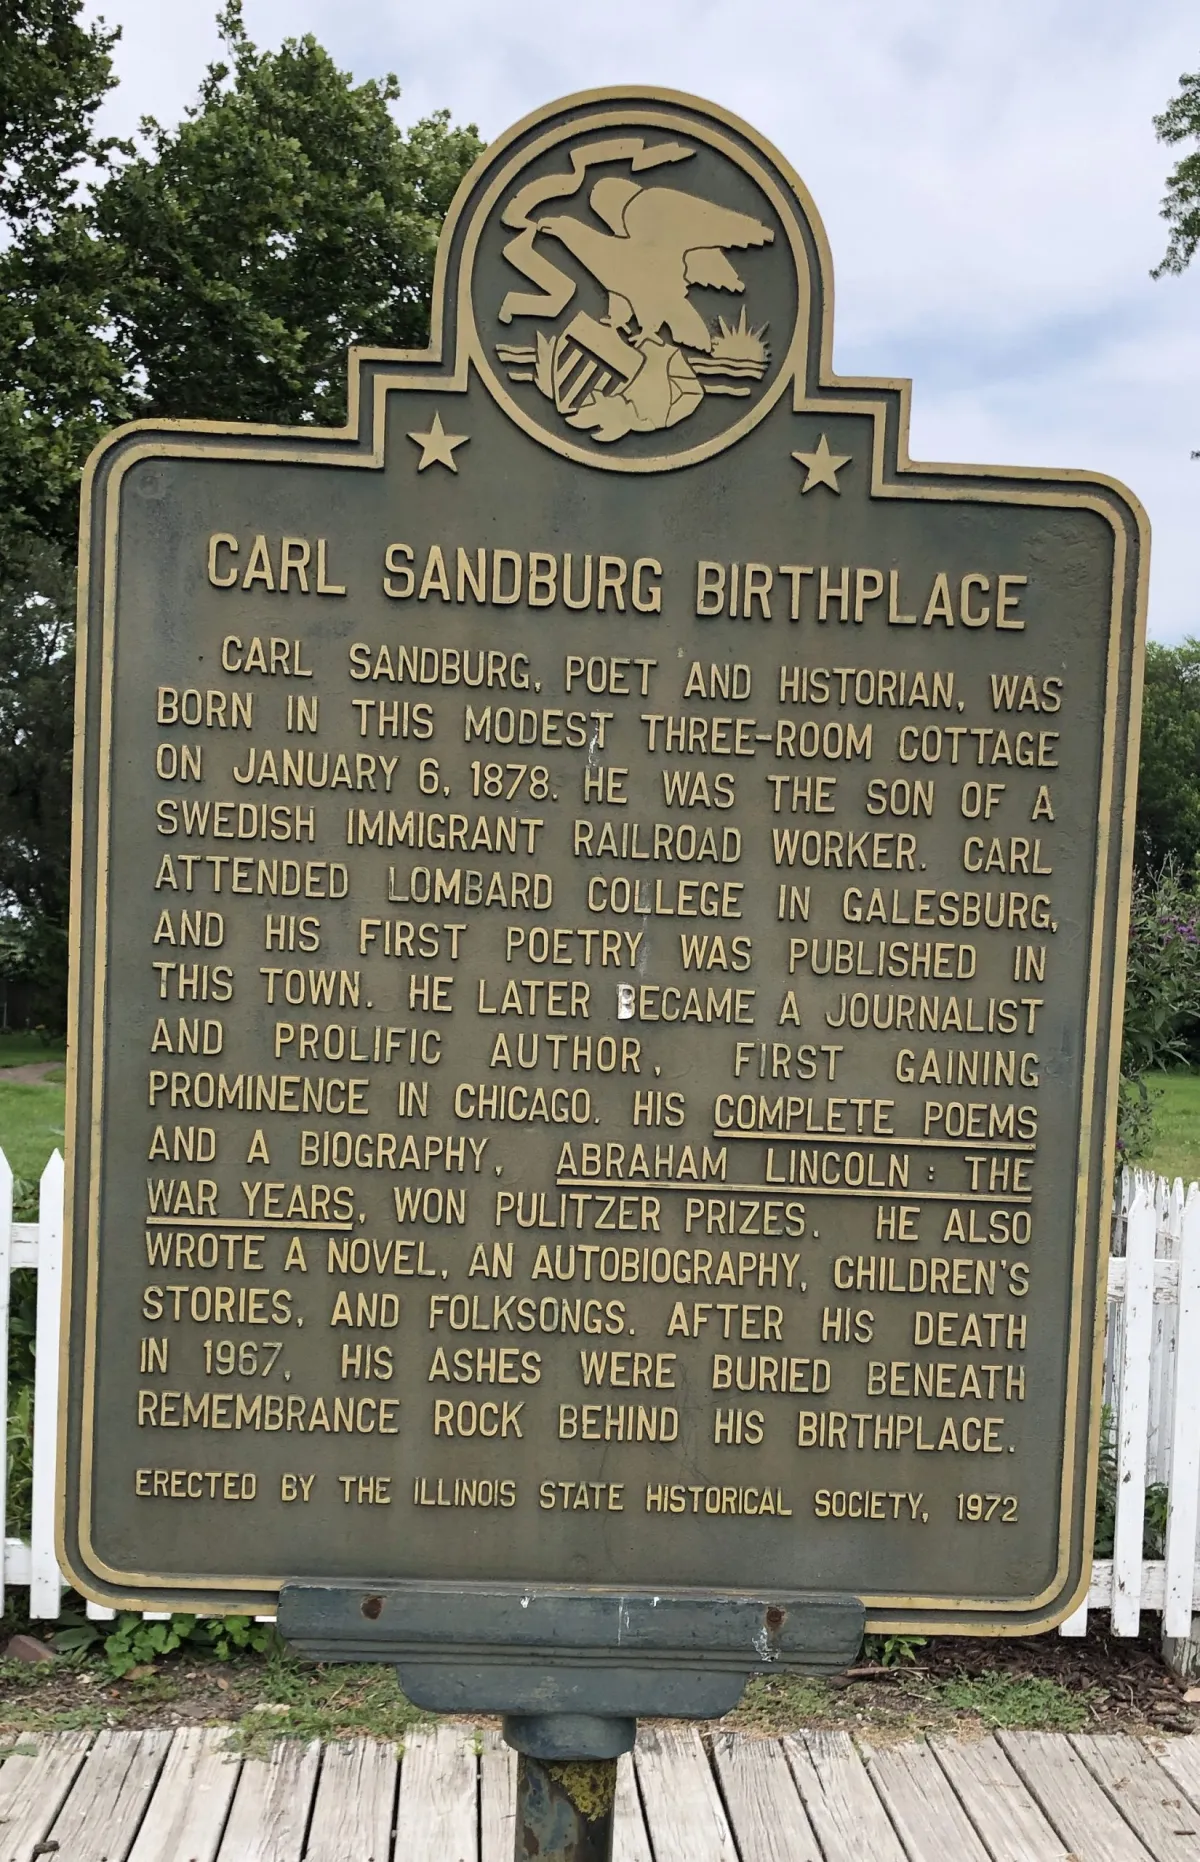 CARL SANDBURG BIRTHPLACE
CARL SANDBURG, POET AND HISTORIAN, WAS
BORN IN THIS MODEST THREE-ROOM COTTAGE
ON JANUARY 6, 1878. HE WAS THE SON OF A
SWEDISH IMMIGRANT RAILROAD WORKER. CARL
ATTENDED LOMBARD COLLEGE IN GALESBURG,
AND HIS FIRST POETRY WAS PUBLISHED IN
THIS TOWN. HE LATER BECAME A JOURNALIST
AND PROLIFIC AUTHOR, FIRST GAINING
PROMINENCE IN CHICAGO. HIS COMPLETE POEMS
AND A BIOGRAPHY, ABRAHAM LINCOLN: THE
WAR YEARS, WON PULITZER PRIZES. HE ALSO
WROTE A NOVEL, AN AUTOBIOGRAPHY, CHILDREN'S
STORIES, AND FOLKSONGS. AFTER HIS DEATH
IN 1967, HIS ASHES WERE BURIED BENEATH
REMEMBRANCE ROCK BEHIND HIS BIRTHPLACE.
ERECTED BY THE ILLINOIS STATE HISTORICAL SOCIETY, 1972